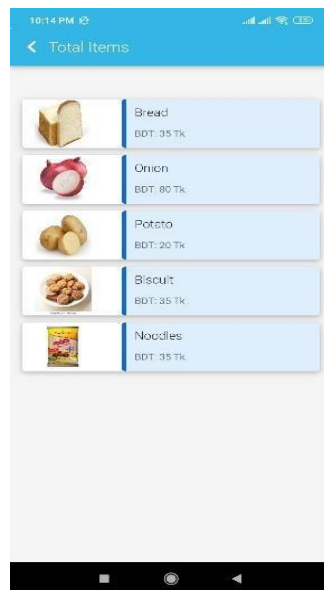 10:14 PM
Total Items
Bread
BDT: 35 Tk
Onion
BDT: 80 Tk
Potato
BDT: 20 Tk
Biscuit
BDT: 35 Tk
Noodles
BDT: 35 Tk